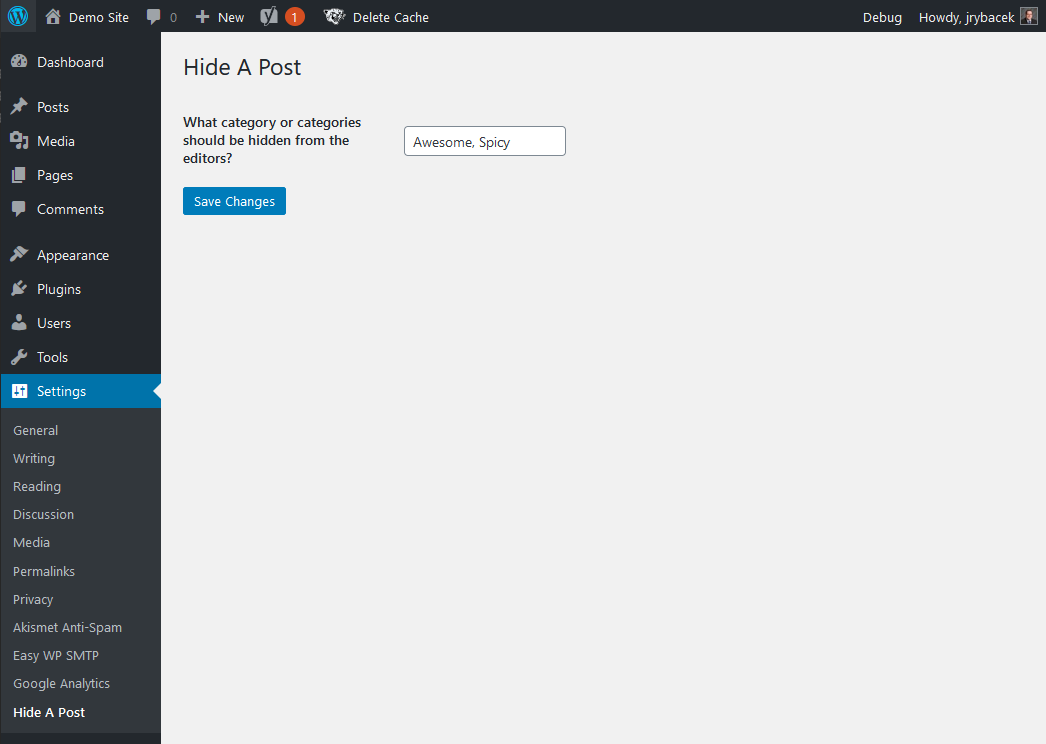 Demo Site
0
New
1
Delete Cache
Debug
Howdy, jrybacek
Dashboard
Posts
Media
Pages
Comments
Appearance
Plugins
Users
Tools
Settings
General
Writing
Reading
Discussion
Media
Permalinks
Privacy
Akismet Anti-Spam
Easy WP SMTP
Google Analytics
Hide A Post
Hide A Post
What category or categories
should be hidden from the
editors?
Awesome, Spicy
Save Changes